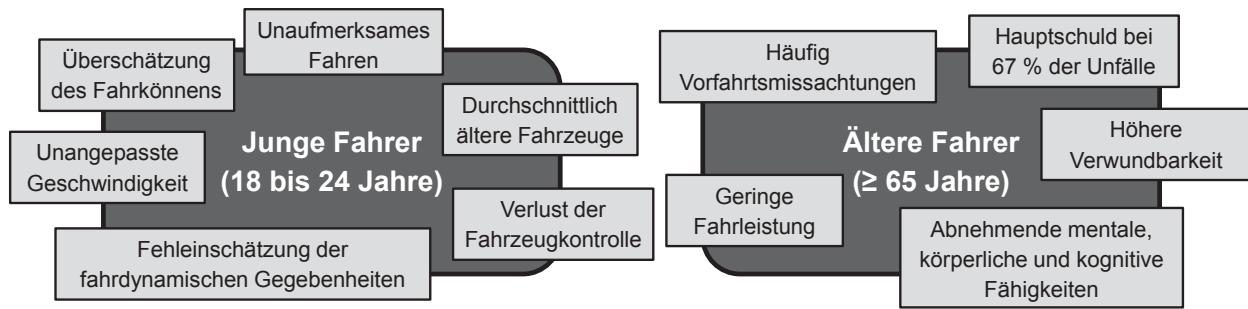 Unaufmerksames
Fahren
Überschätzung
des Fahrkönnens
Durchschnittlich
ältere Fahrzeuge
Junge Fahrer
(18 bis 24 Jahre)
Unangepasste
Geschwindigkeit
Verlust der
Fahrzeugkontrolle
Fehleinschätzung der
fahrdynamischen Gegebenheiten
Häufig
Vorfahrtsmissachtungen
Hauptschuld bei
67 % der Unfälle
Ältere Fahrer
(≥ 65 Jahre)
Höhere
Verwundbarkeit
Geringe
Fahrleistung
Abnehmende mentale,
körperliche und kognitive
Fähigkeiten